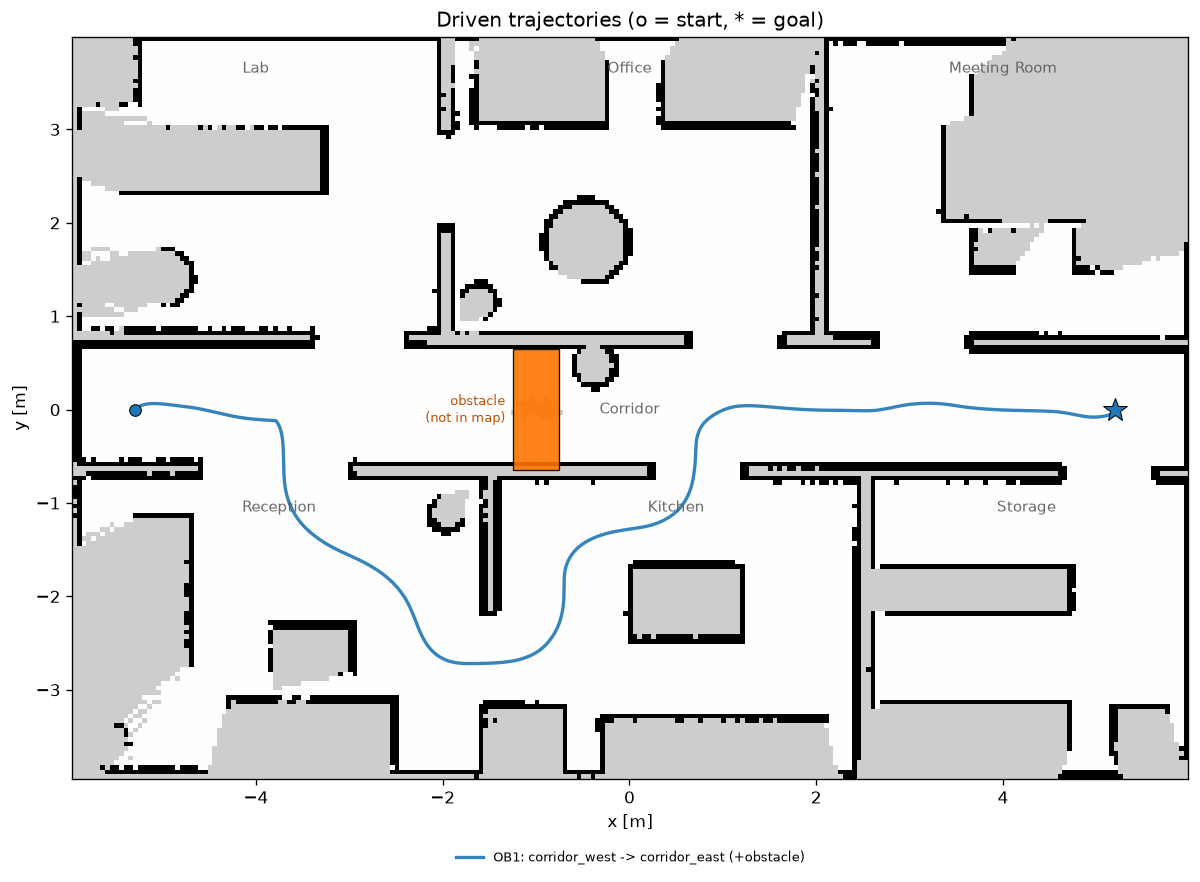 Driven trajectories (o = start, * = goal)
Lab
Office
Meeting Room
obstacle
(not in map)
Corridor
Reception
Kitchen
Storage
3
2
1
0
−1
−2
−3
y [m]
−4
−2
0
2
4
x [m]
OB1: corridor_west -> corridor_east (+obstacle)